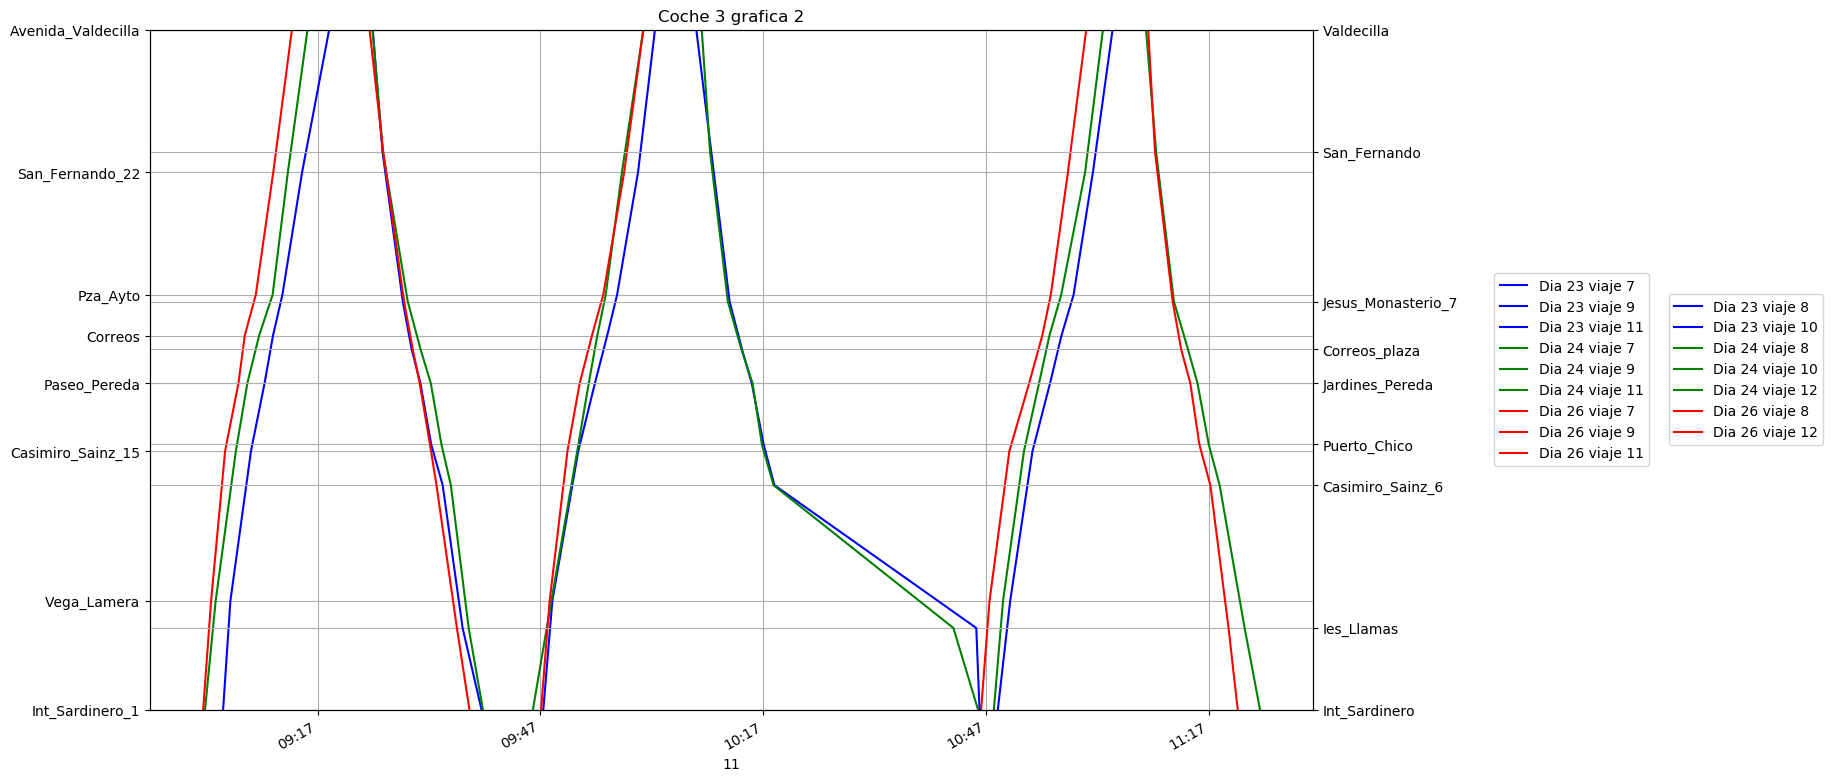 Coche 3 grafica 2
Avenida_Valdecilla
San_Fernando_22
Pza_Ayto
Correos
Paseo_Pereda
Casimiro_Sainz_15
Vega_Lamera
Int_Sardinero_1
Valdecilla
San_Fernando
Jesus_Monasterio_7
Correos_plaza
Jardines_Pereda
Puerto_Chico
Casimiro_Sainz_6
Ies_Llamas
Int_Sardinero
09:17
09:47
10:17
10:47
11:17
11
Dia 23 viaje 7
Dia 23 viaje 9
Dia 23 viaje 11
Dia 24 viaje 7
Dia 24 viaje 9
Dia 24 viaje 11
Dia 26 viaje 7
Dia 26 viaje 9
Dia 26 viaje 11
Dia 23 viaje 8
Dia 23 viaje 10
Dia 24 viaje 8
Dia 24 viaje 10
Dia 24 viaje 12
Dia 26 viaje 8
Dia 26 viaje 12